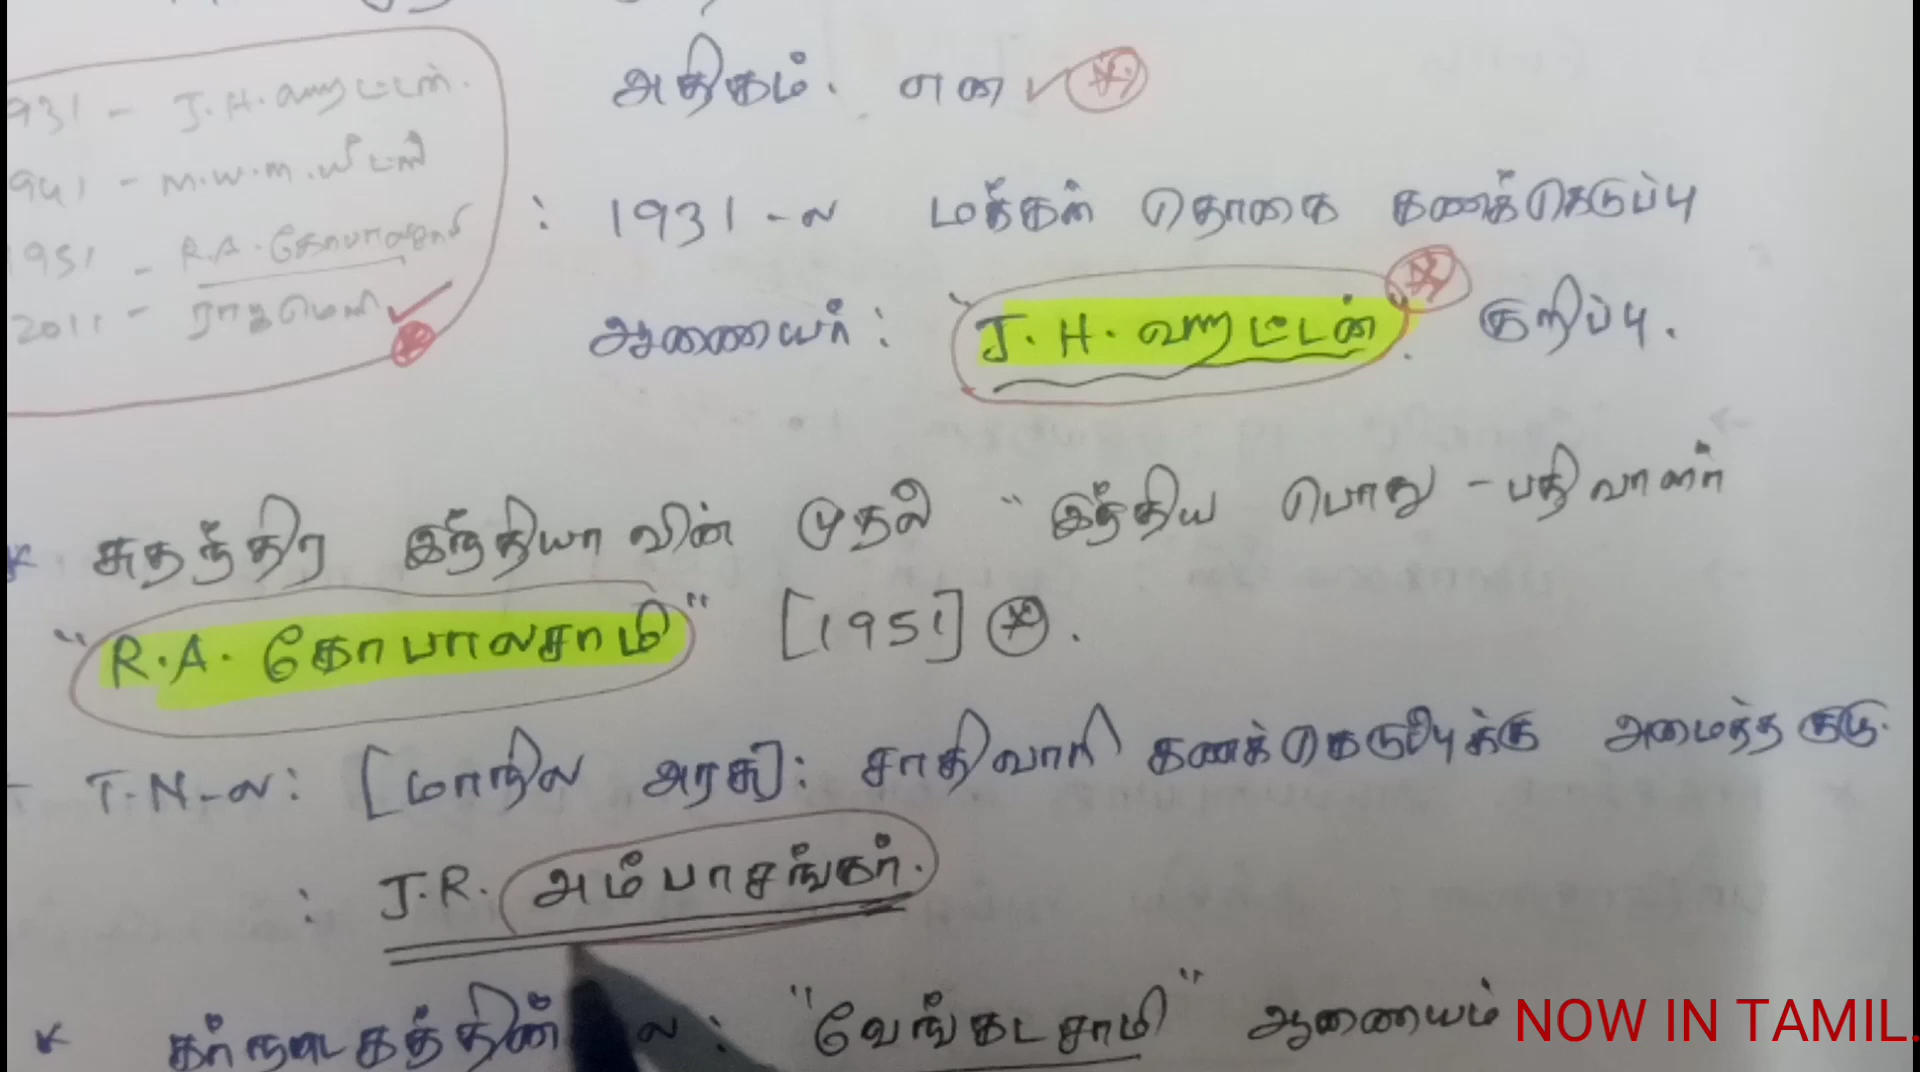 931 - J.H. ஹட்டன்.
941 - M.W.M. யீட்ஸ்
1951 - R.A. கோபாலசாமி
2011 -
அதிகம். என
: 1931 -ல மக்கள் தொகை கணக்கெடுப்பு
ஆணையர் : J.H. ஹட்டன் குறிப்பு.
* சுதந்திர இந்தியாவின் முதல் "இந்திய பொது - பதிவாளர்
"R.A. கோபாலசாமி" [1951]
T.N-ல: [மாநில அரசு]: சாதிவாரி கணக்கெடுப்புக்கு அமைத்த குழு.
: J.R. அம்பாசங்கர்.
* கர்நாடகத்தின் ல : "வேங்கடசாமி" ஆணையம்
NOW IN TAMIL.